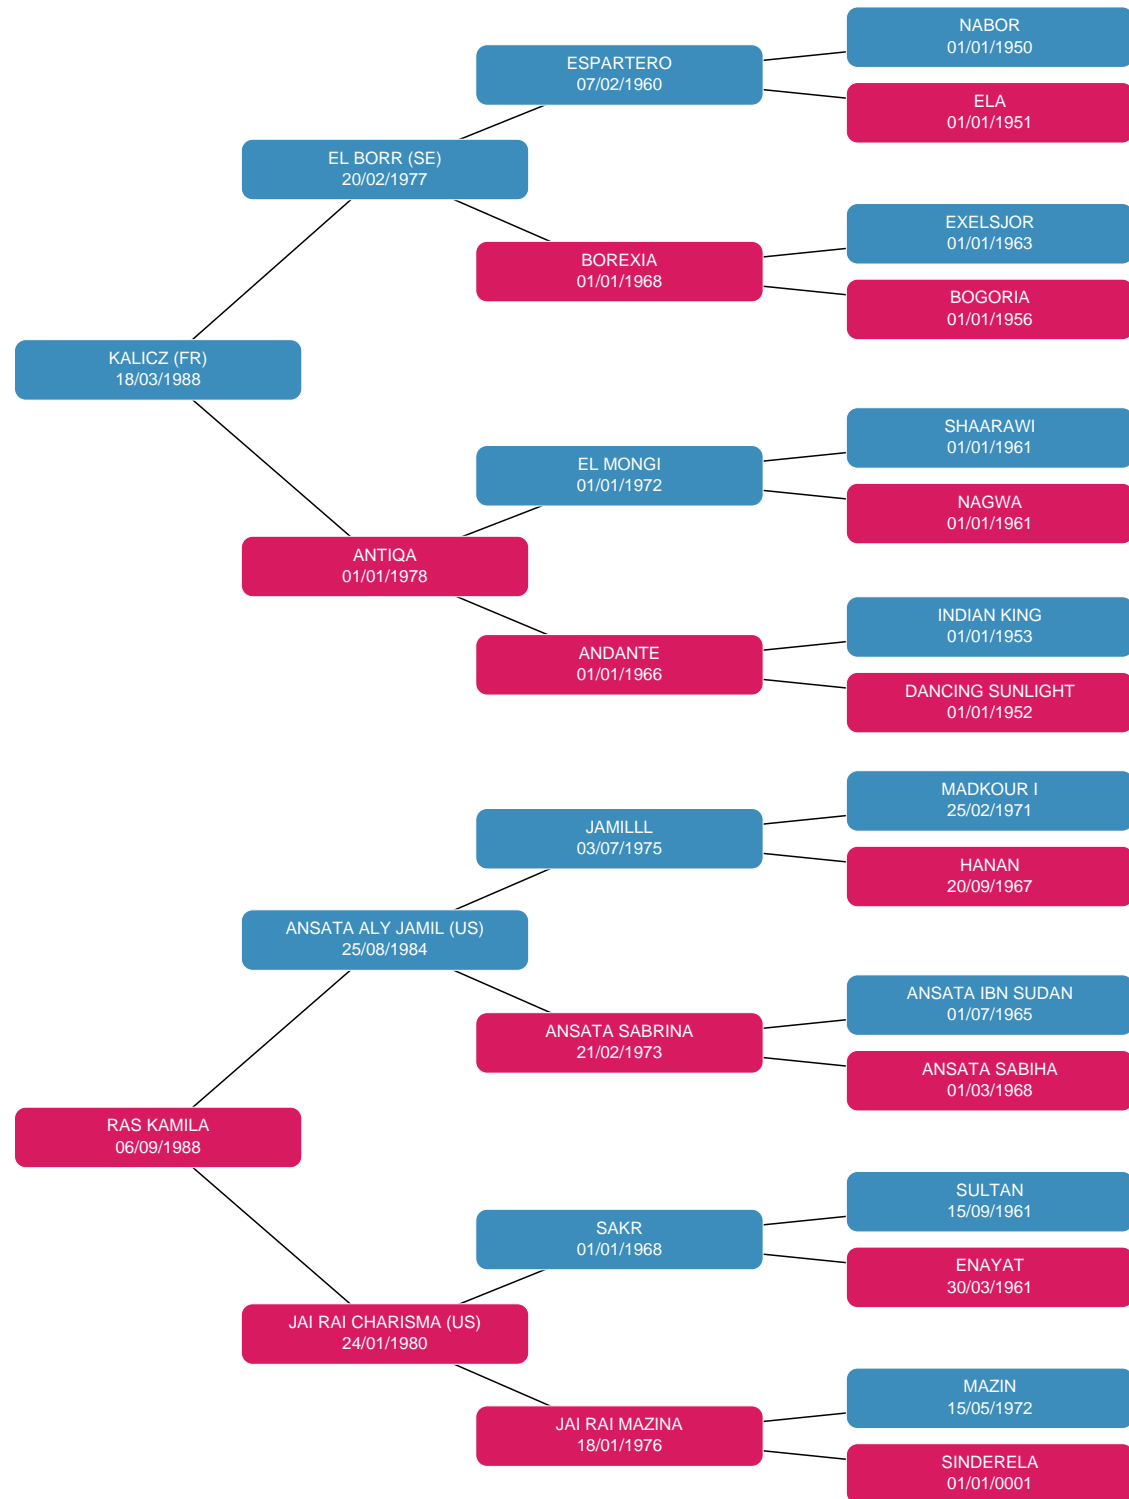 NABOR
01/01/1950
ESPARTERO
07/02/1960
ELA
01/01/1951
EL BORR (SE)
20/02/1977
EXELSJOR
01/01/1963
BOREXIA
01/01/1968
BOGORIA
01/01/1956
KALICZ (FR)
18/03/1988
SHAARAWI
01/01/1961
EL MONGI
01/01/1972
NAGWA
01/01/1961
ANTIQA
01/01/1978
INDIAN KING
01/01/1953
ANDANTE
01/01/1966
DANCING SUNLIGHT
01/01/1952
MADKOUR I
25/02/1971
JAMILLL
03/07/1975
HANAN
20/09/1967
ANSATA ALY JAMIL (US)
25/08/1984
ANSATA IBN SUDAN
01/07/1965
ANSATA SABRINA
21/02/1973
ANSATA SABIHA
01/03/1968
RAS KAMILA
06/09/1988
SULTAN
15/09/1961
SAKR
01/01/1968
ENAYAT
30/03/1961
JAI RAI CHARISMA (US)
24/01/1980
MAZIN
15/05/1972
JAI RAI MAZINA
18/01/1976
SINDERELA
01/01/0001